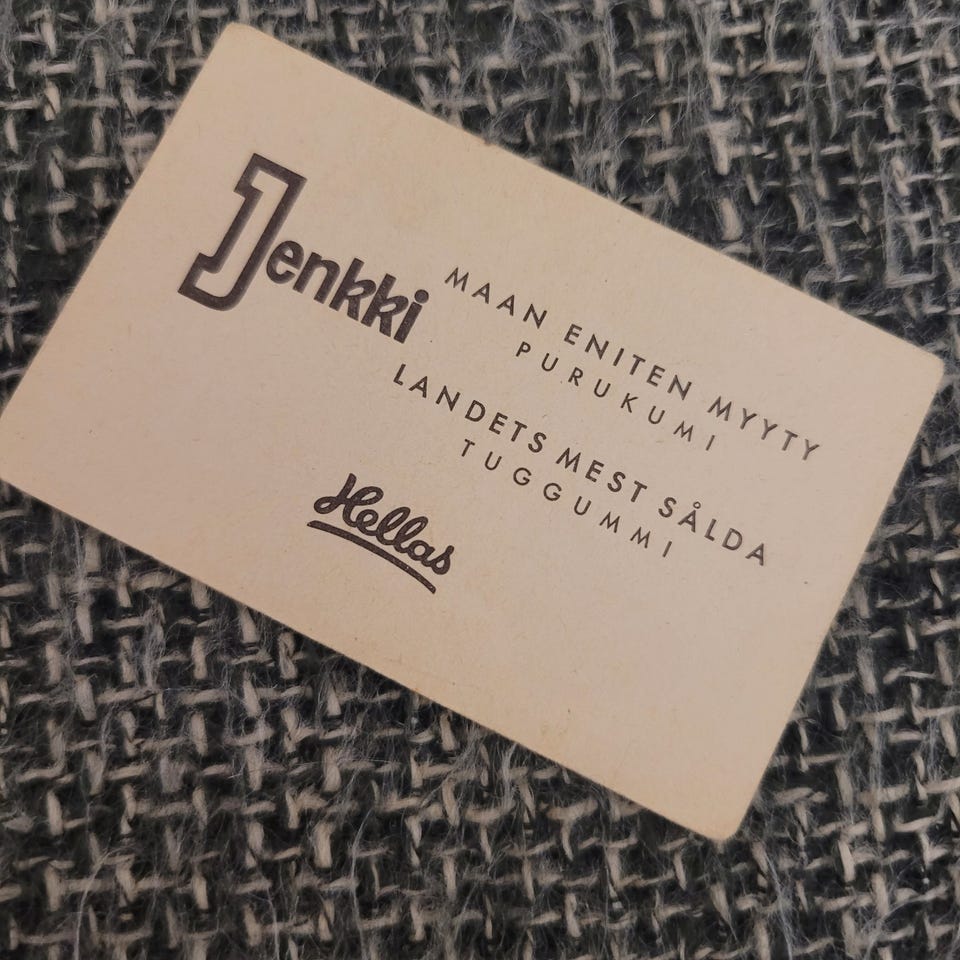 Jenkki
MAAN ENITEN MYYTY
PURUKUMI
LANDETS MEST SÅLDA
TUGGUMMI
Hellas